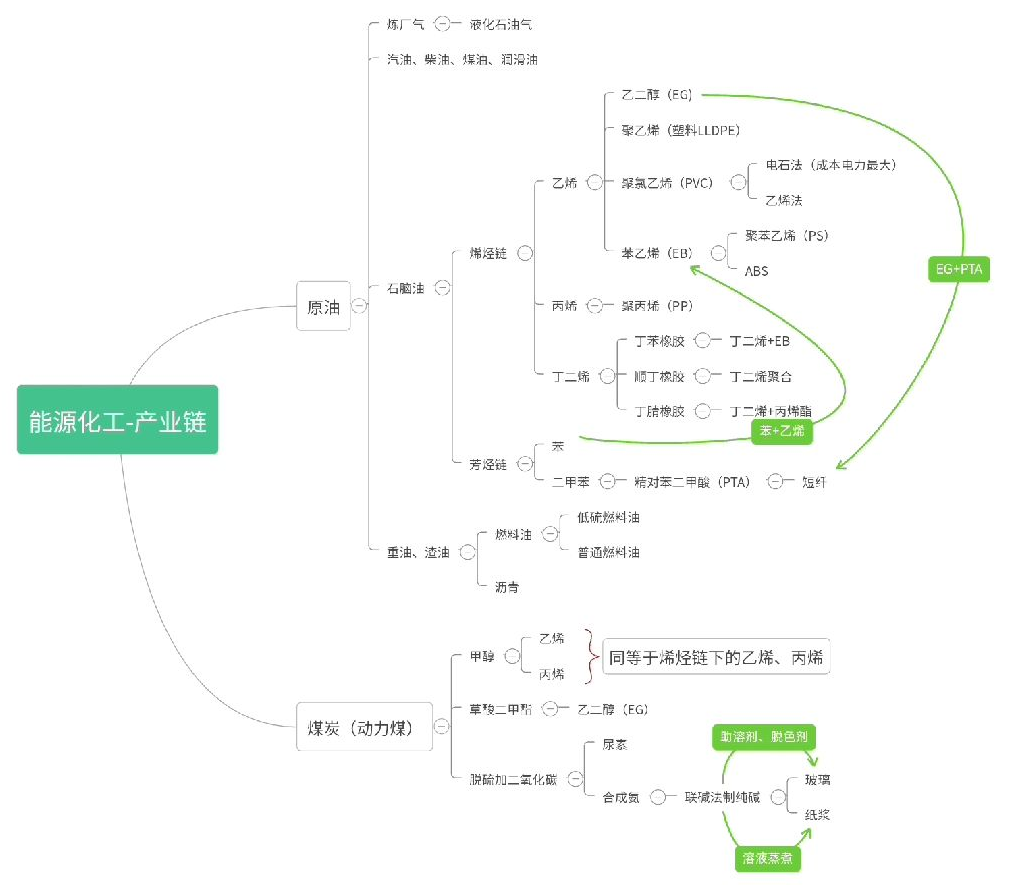 能源化工-产业链
原油
炼厂气
液化石油气
汽油、柴油、煤油、润滑油
石脑油
烯烃链
乙烯
乙二醇（EG)
聚乙烯（塑料LLDPE）
聚氯乙烯（PVC）
电石法（成本电力最大）
乙烯法
苯乙烯（EB）
聚苯乙烯（PS）
ABS
EG+PTA
丙烯
聚丙烯（PP）
丁二烯
丁苯橡胶
丁二烯+EB
顺丁橡胶
丁二烯聚合
丁腈橡胶
丁二烯+丙烯酯
苯+乙烯
芳烃链
苯
二甲苯
精对苯二甲酸（PTA）
短纤
重油、渣油
燃料油
低硫燃料油
普通燃料油
沥青
煤炭（动力煤）
甲醇
乙烯
丙烯
同等于烯烃链下的乙烯、丙烯
草酸二甲酯
乙二醇（EG）
脱硫加二氧化碳
尿素
合成氨
联碱法制纯碱
助溶剂、脱色剂
玻璃
纸浆
溶液蒸煮